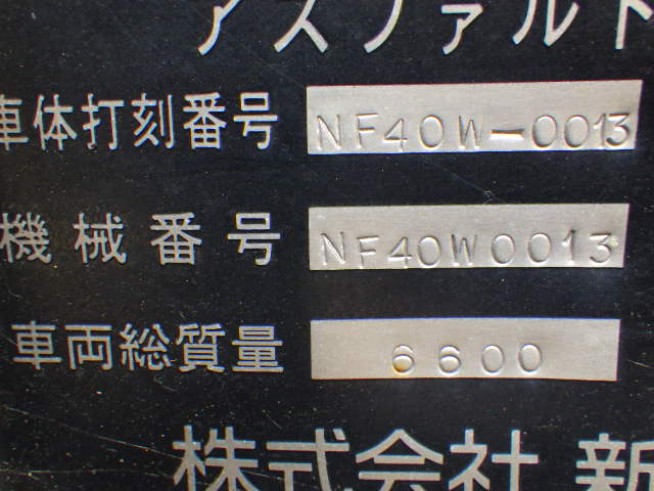 アスファルト
車体打刻番号 NF40W-0013
機械番号 NF40W0013
車両総質量 6600
株式会社 新